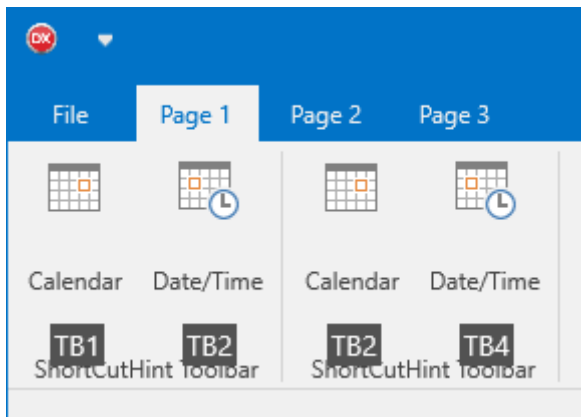 DX
File Page 1 Page 2 Page 3
Calendar Date/Time Calendar Date/Time
TB1 TB2 TB2 TB4
ShortCutHint Toolbar ShortCutHint Toolbar